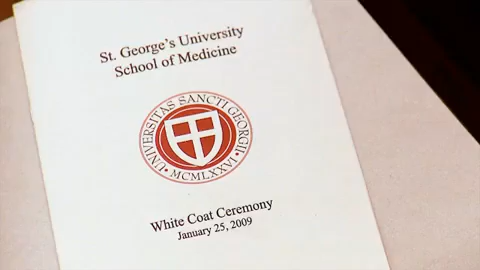 St. George's University
School of Medicine
UNIVERSITAS SANCTI GEORGII
• MCMLXXVI •
White Coat Ceremony
January 25, 2009